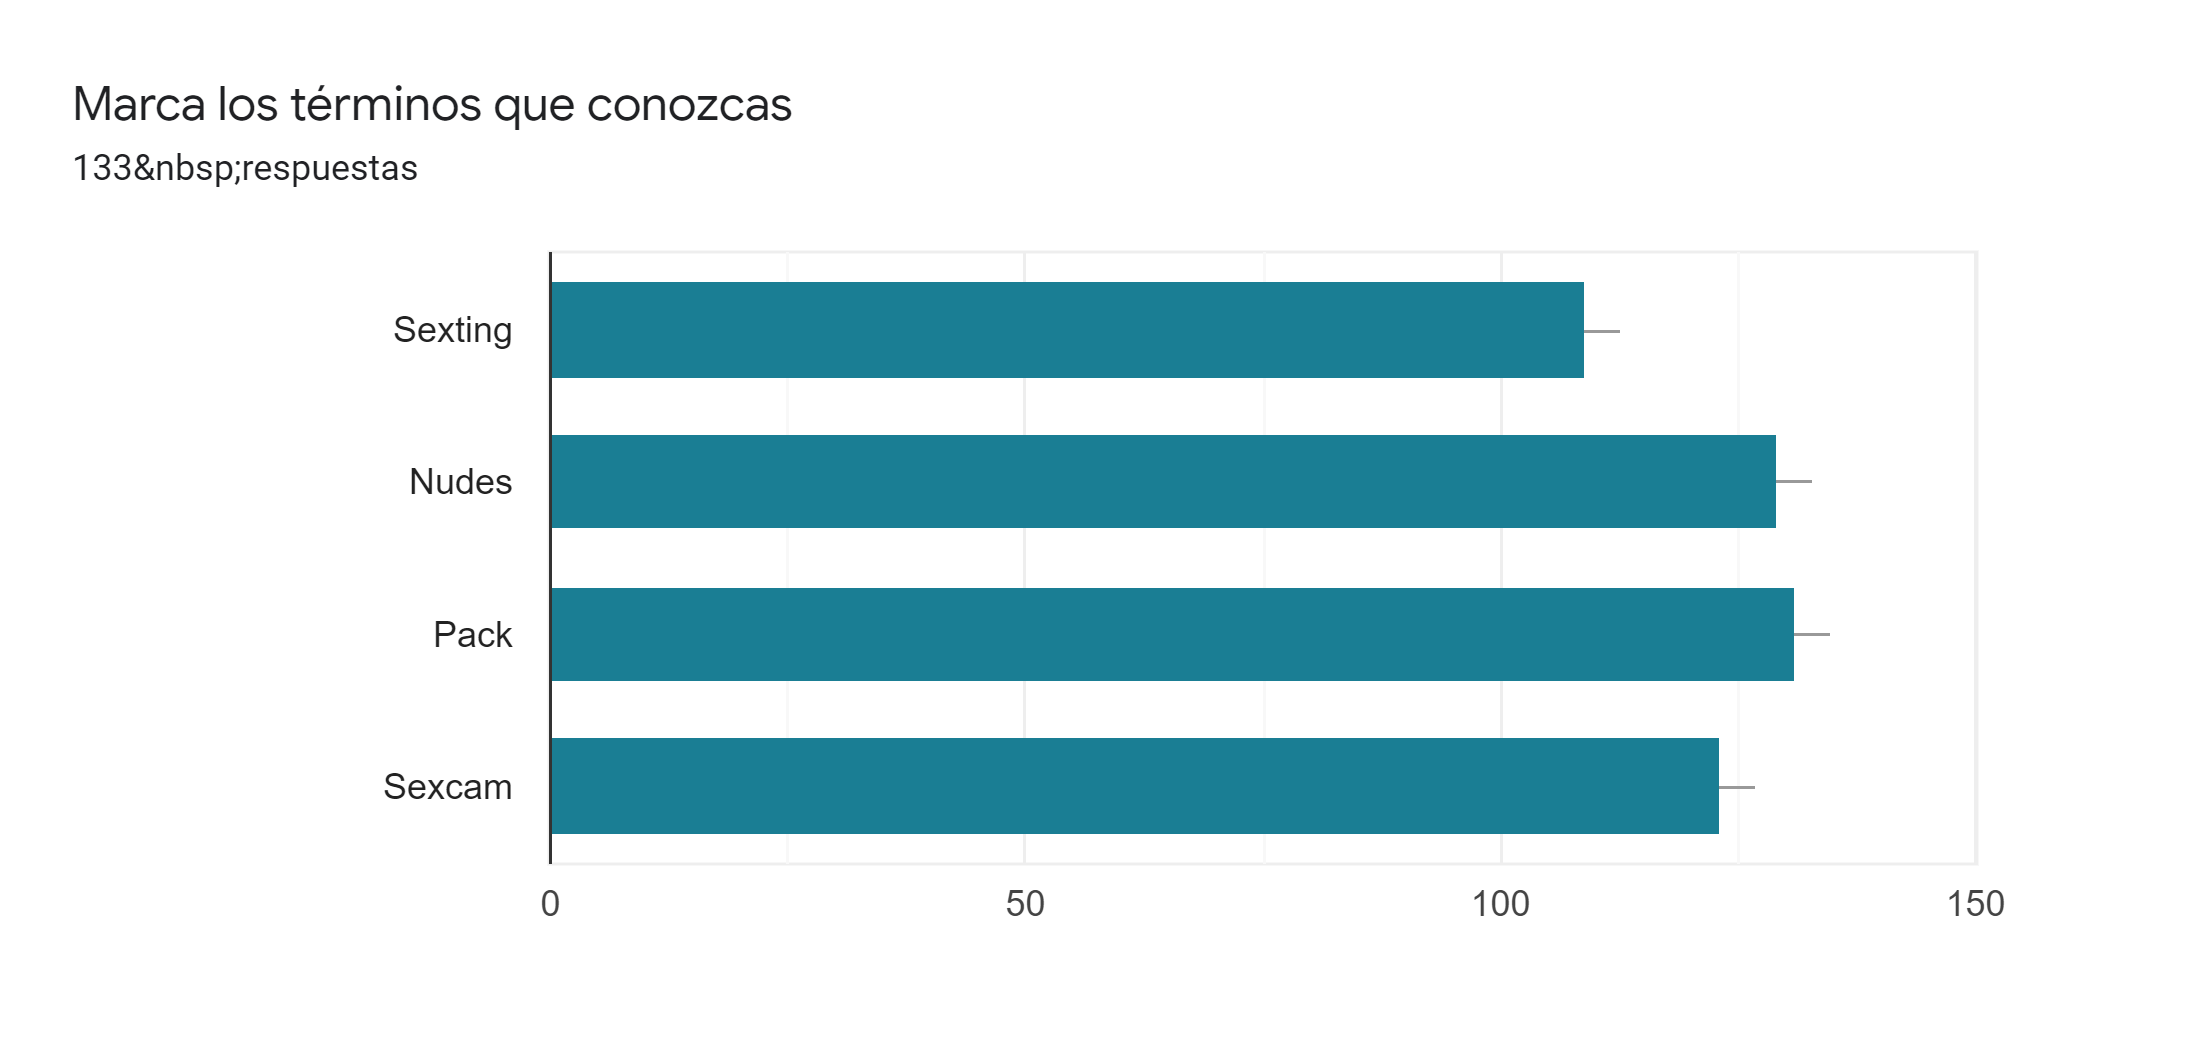 Marca los términos que conozcas
133&nbsp;respuestas
Sexting
Nudes
Pack
Sexcam
0 50 100 150